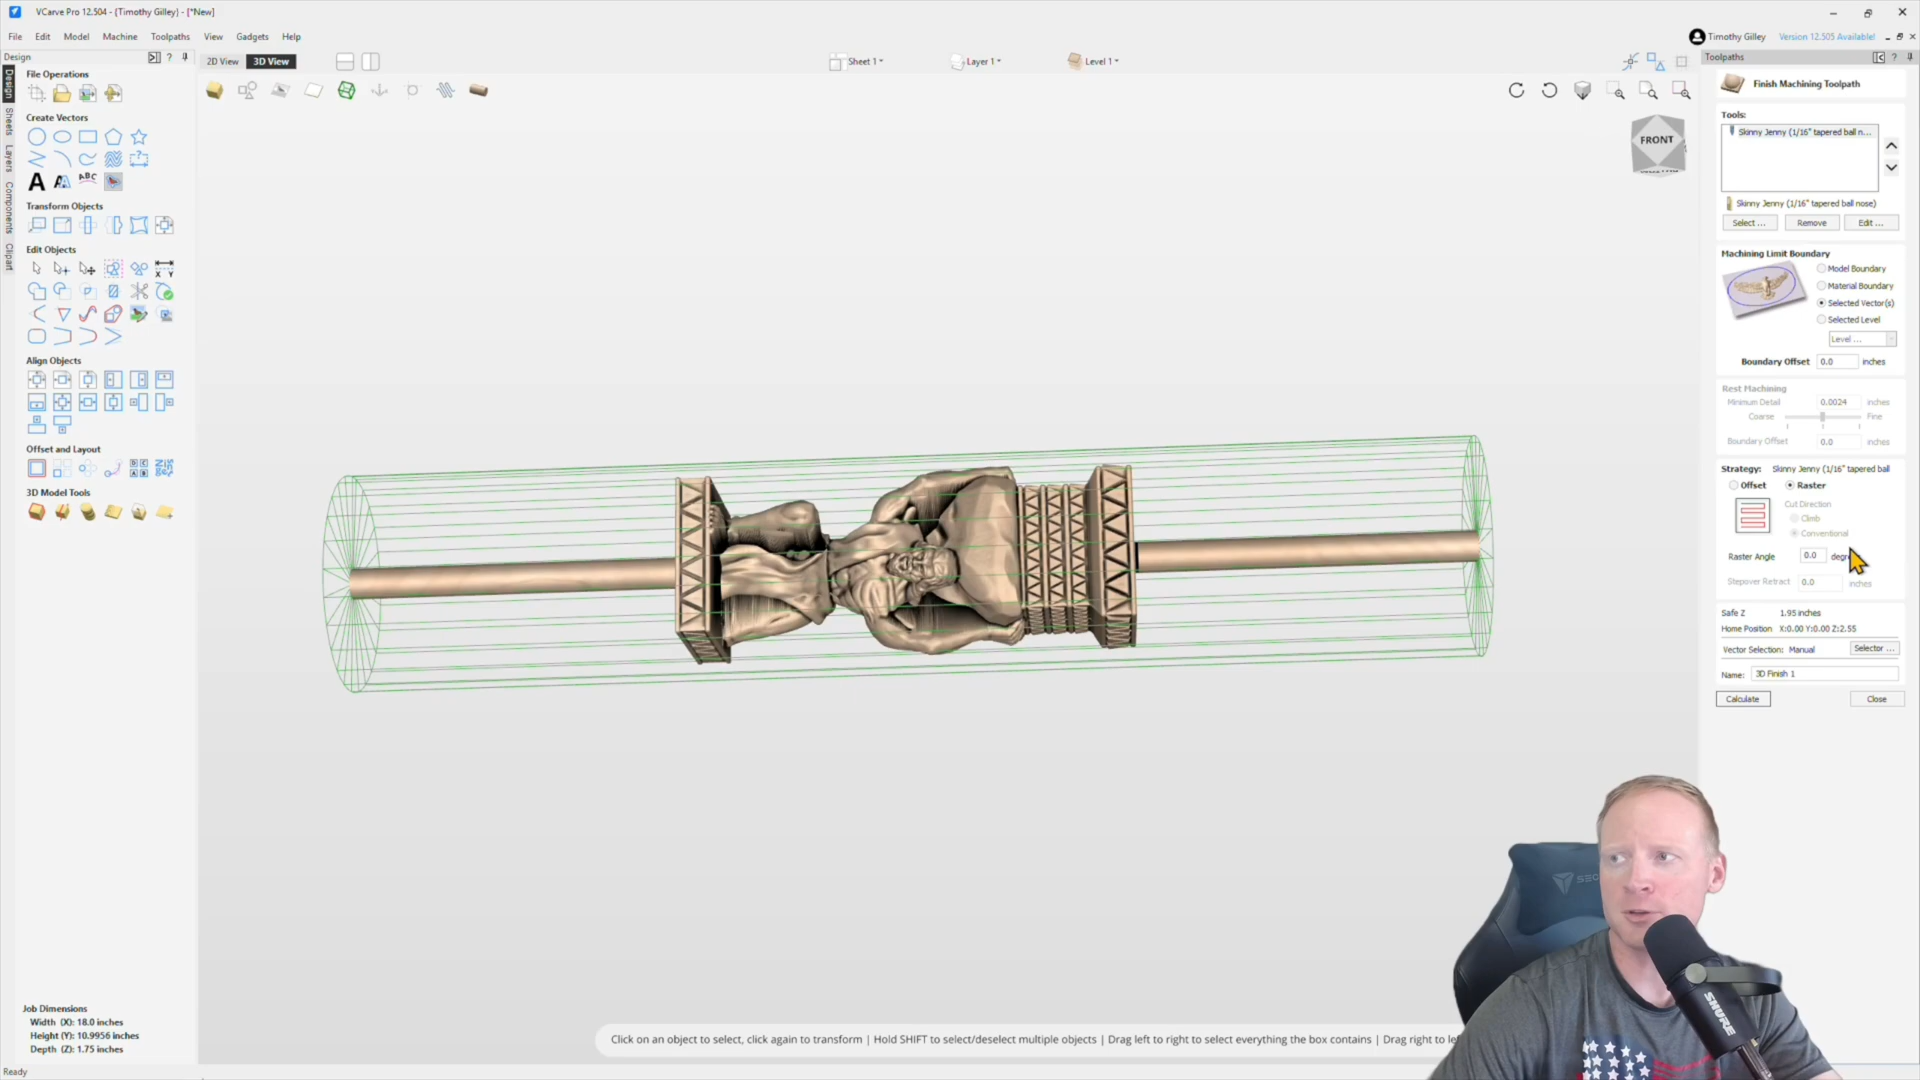 VCarve Pro 12.504 - {Timothy Gilley} - [*New]
File Edit Model Machine Toolpaths View Gadgets Help
Timothy Gilley Version 12.505 Available!
Design
2D View 3D View
Sheet 1
Layer 1
Level 1
Toolpaths
File Operations
Create Vectors
Transform Objects
Edit Objects
Align Objects
Offset and Layout
3D Model Tools
Design
Sheets
Layers
Components
Clipart
ABC
X Y
FRONT
Finish Machining Toolpath
Tools:
Skinny Jenny (1/16" tapered ball n...
Skinny Jenny (1/16" tapered ball nose)
Select ... Remove Edit ...
Machining Limit Boundary
Model Boundary
Material Boundary
Selected Vector(s)
Selected Level
Level ...
Boundary Offset 0.0 inches
Rest Machining
Minimum Detail 0.0024 inches
Coarse Fine
Boundary Offset 0.0 inches
Strategy: Skinny Jenny (1/16" tapered ball
Offset Raster
Cut Direction
Climb
Conventional
Raster Angle 0.0
Stepover Retract 0.0 inches
Safe Z 1.95 inches
Home Position X:0.00 Y:0.00 Z:2.55
Vector Selection: Manual Selector ...
Name: 3D Finish 1
Calculate Close
Job Dimensions
Width (X): 18.0 inches
Height (Y): 10.9956 inches
Depth (Z): 1.75 inches
Click on an object to select, click again to transform | Hold SHIFT to select/deselect multiple objects | Drag left to right to select everything the box contains | Drag right to
Ready
SHURE